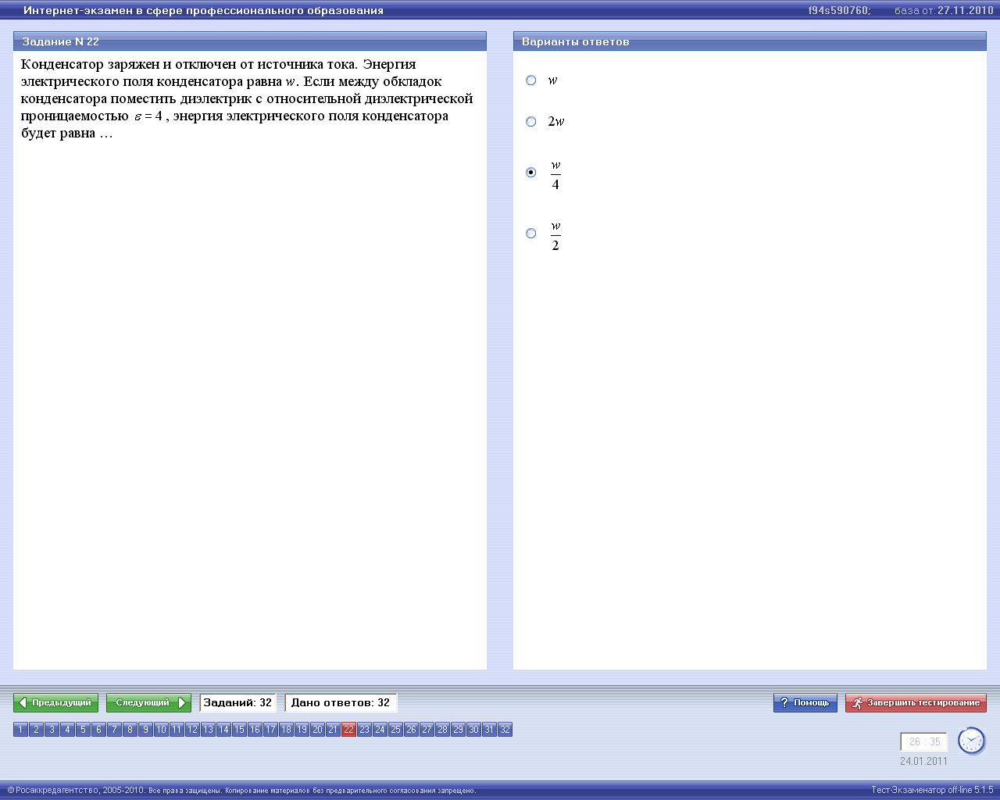 Интернет-экзамен в сфере профессионального образования
f94s590760; база от: 27.11.2010
Задание N 22
Конденсатор заряжен и отключен от источника тока. Энергия
электрического поля конденсатора равна w. Если между обкладок
конденсатора поместить диэлектрик с относительной диэлектрической
проницаемостью ε = 4 , энергия электрического поля конденсатора
будет равна …
Варианты ответов
w
2w
w
4
w
2
Предыдущий Следующий Заданий: 32 Дано ответов: 32 ? Помощь Завершить тестирование
1 2 3 4 5 6 7 8 9 10 11 12 13 14 15 16 17 18 19 20 21 22 23 24 25 26 27 28 29 30 31 32
26 : 35
24.01.2011
© Росаккредагентство, 2005-2010. Все права защищены. Копирование материалов без предварительного согласования запрещено.
Тест-Экзаменатор off-line 5.1.5